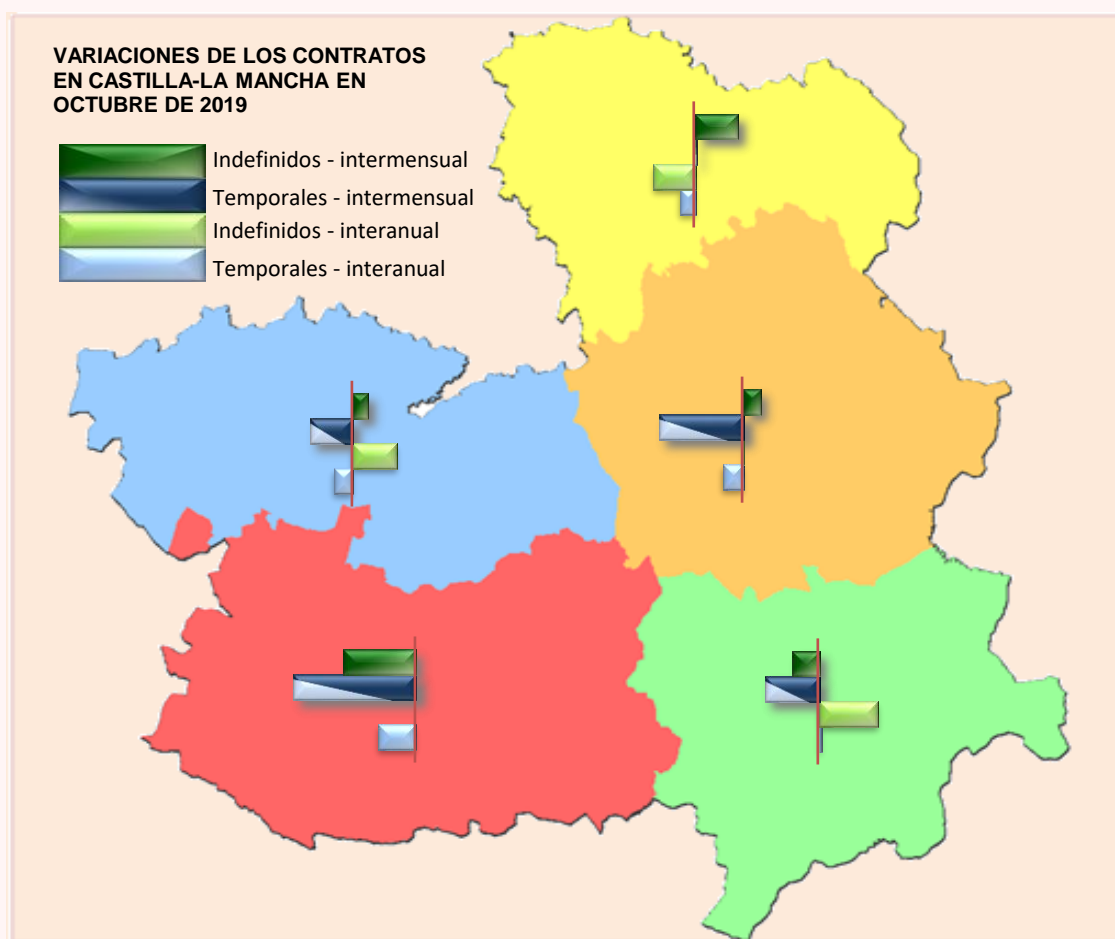 VARIACIONES DE LOS CONTRATOS
EN CASTILLA-LA MANCHA EN
OCTUBRE DE 2019
Indefinidos - intermensual
Temporales - intermensual
Indefinidos - interanual
Temporales - interanual